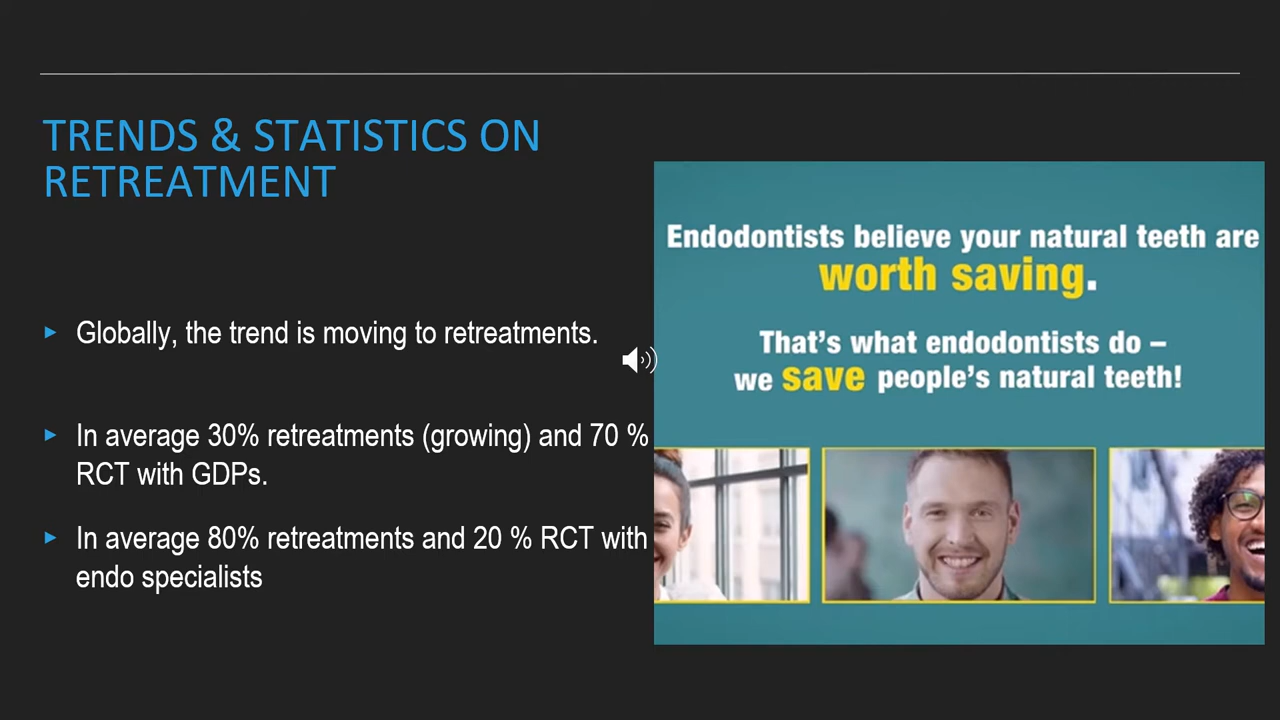 TRENDS & STATISTICS ON
RETREATMENT
Globally, the trend is moving to retreatments.
In average 30% retreatments (growing) and 70 %
RCT with GDPs.
In average 80% retreatments and 20 % RCT with
endo specialists
Endodontists believe your natural teeth are
worth saving.
That's what endodontists do –
we save people's natural teeth!